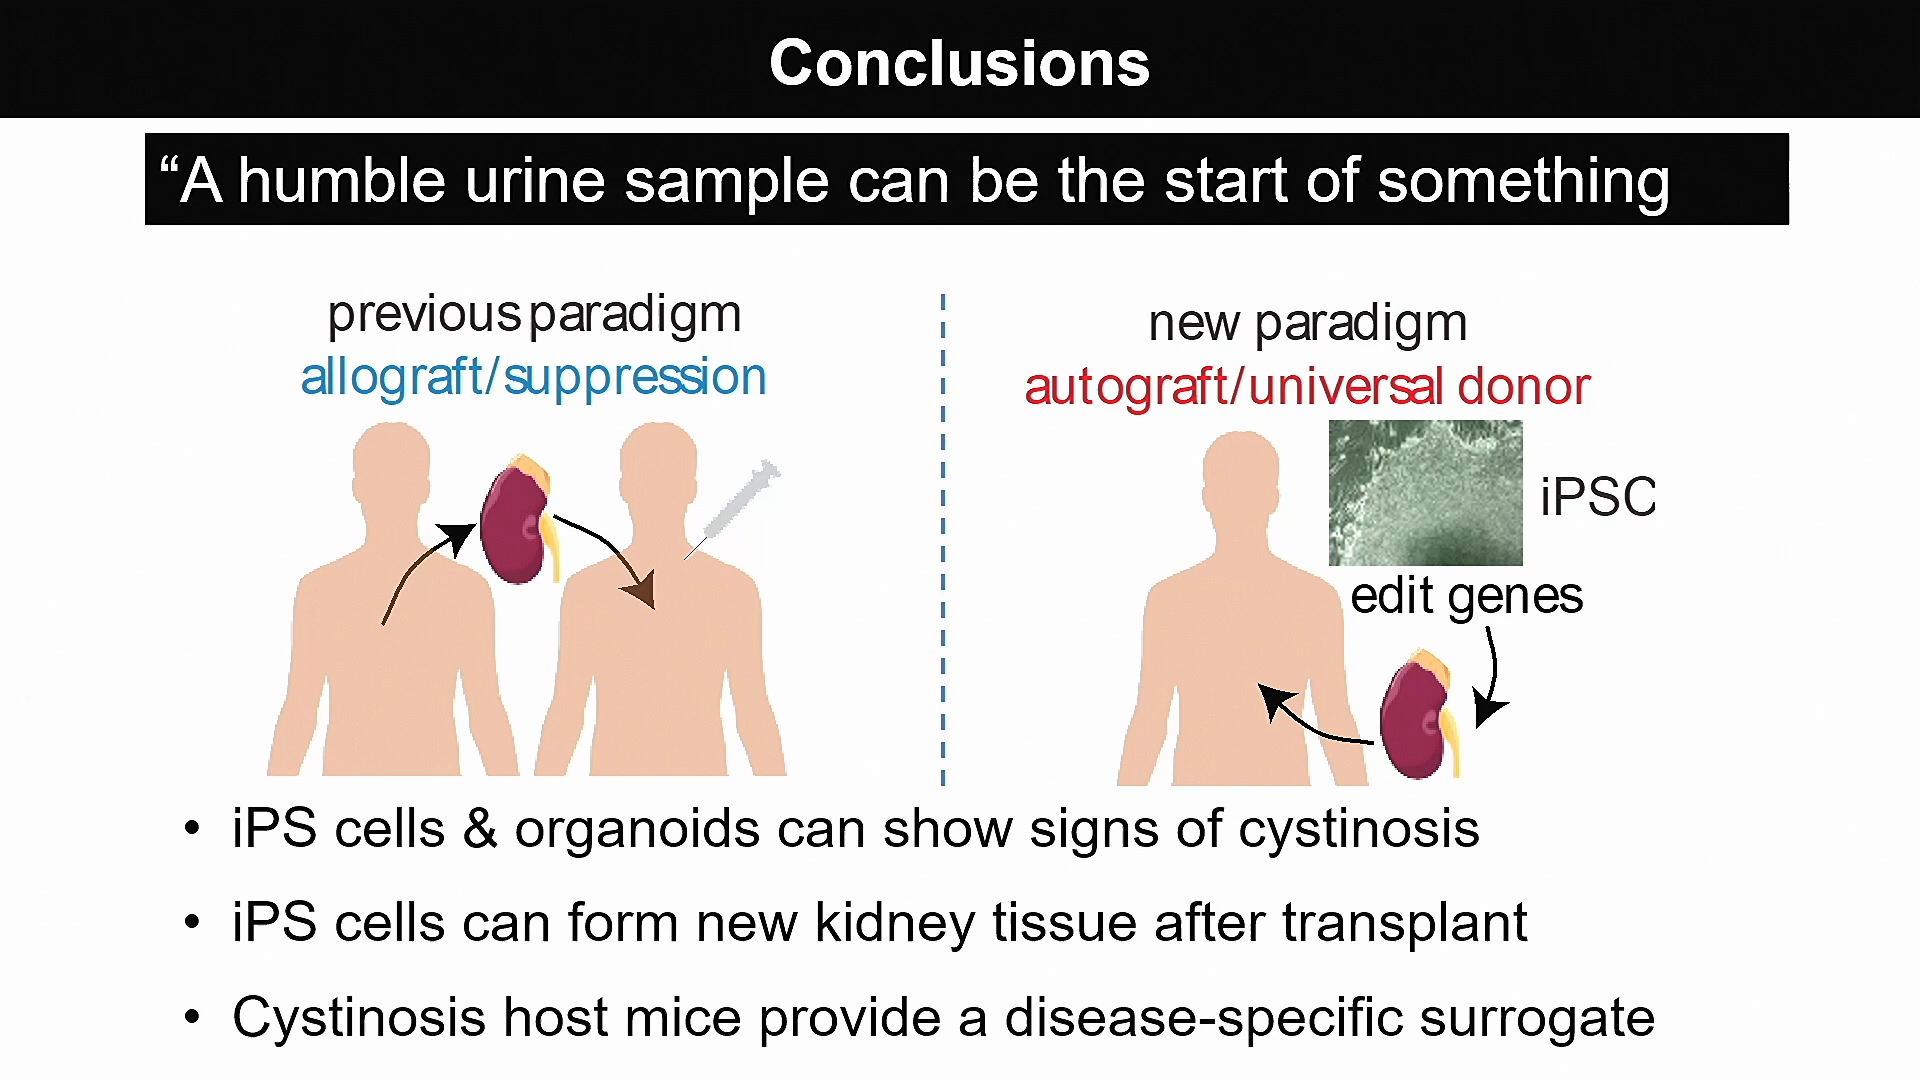 Conclusions
“A humble urine sample can be the start of something
previous paradigm
allograft/suppression
new paradigm
autograft/universal donor
iPSC
edit genes
• iPS cells & organoids can show signs of cystinosis
• iPS cells can form new kidney tissue after transplant
• Cystinosis host mice provide a disease-specific surrogate